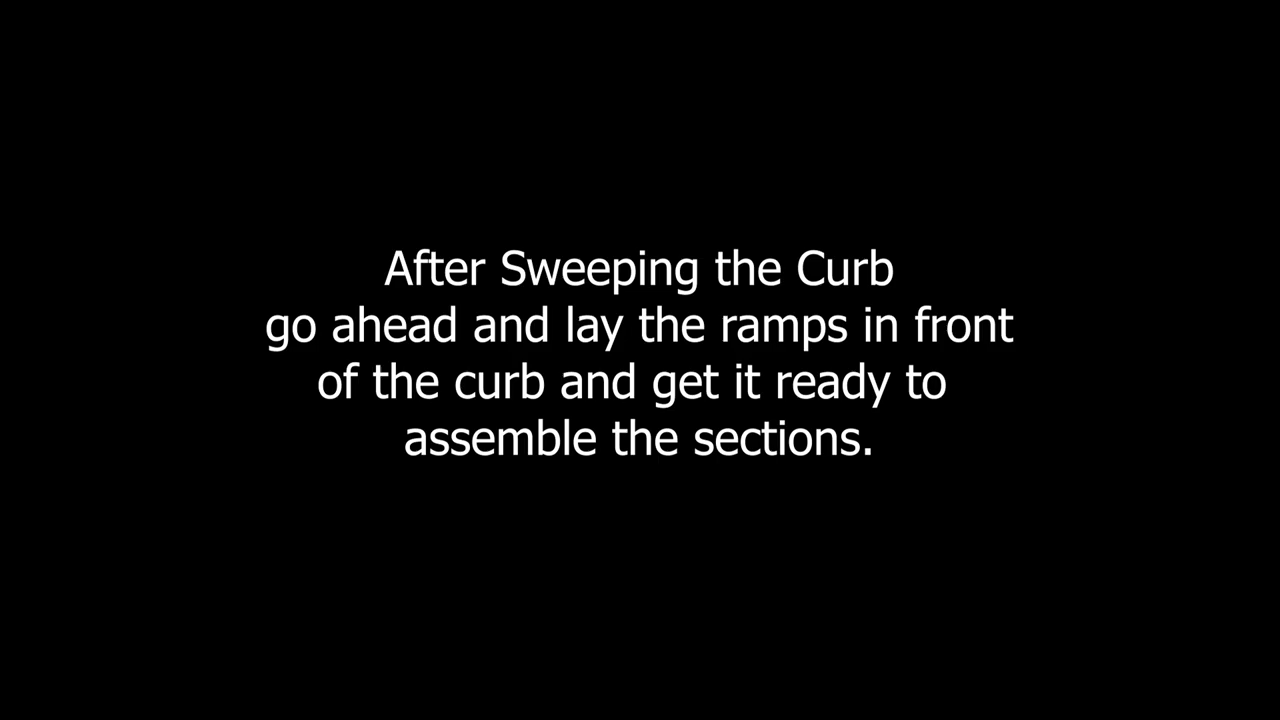 After Sweeping the Curb
go ahead and lay the ramps in front
of the curb and get it ready to
assemble the sections.